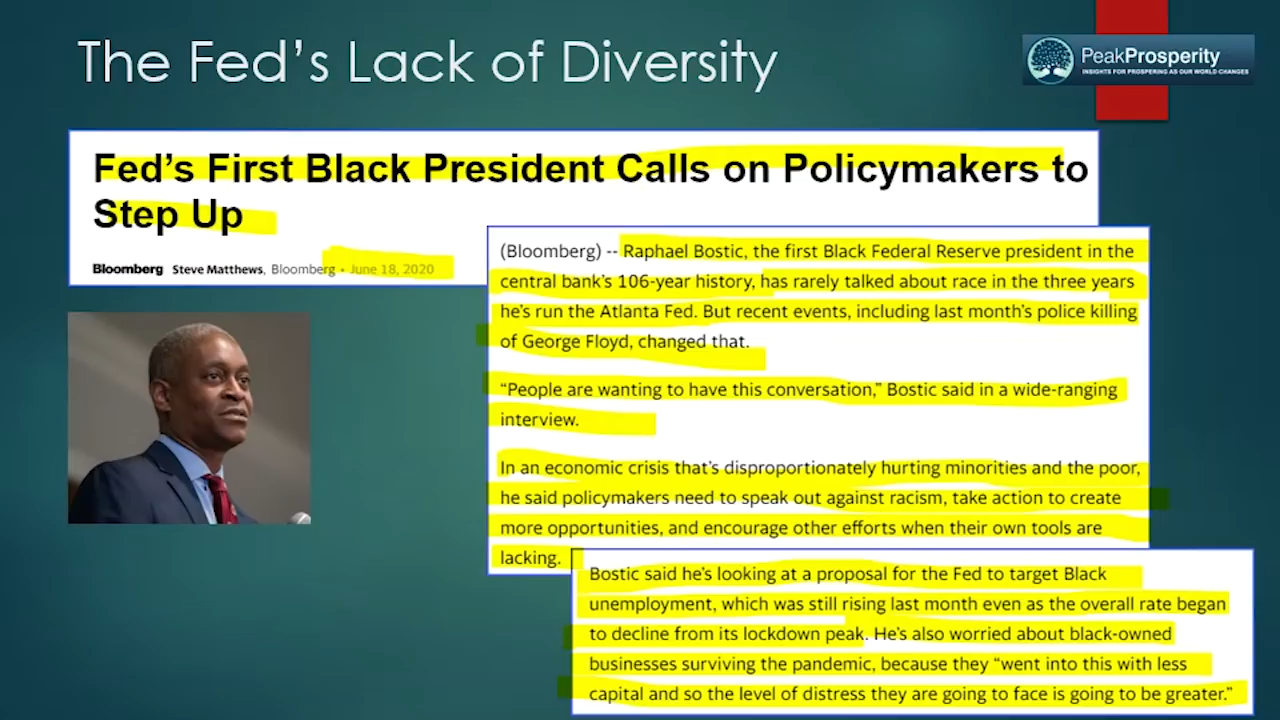 The Fed's Lack of Diversity
PeakProsperity
INSIGHTS FOR PROSPERING AS OUR WORLD CHANGES
Fed's First Black President Calls on Policymakers to
Step Up
Bloomberg Steve Matthews, Bloomberg • June 18, 2020
(Bloomberg) -- Raphael Bostic, the first Black Federal Reserve president in the
central bank's 106-year history, has rarely talked about race in the three years
he's run the Atlanta Fed. But recent events, including last month's police killing
of George Floyd, changed that.
“People are wanting to have this conversation,” Bostic said in a wide-ranging
interview.
In an economic crisis that's disproportionately hurting minorities and the poor,
he said policymakers need to speak out against racism, take action to create
more opportunities, and encourage other efforts when their own tools are
lacking.
Bostic said he's looking at a proposal for the Fed to target Black
unemployment, which was still rising last month even as the overall rate began
to decline from its lockdown peak. He's also worried about black-owned
businesses surviving the pandemic, because they “went into this with less
capital and so the level of distress they are going to face is going to be greater.”